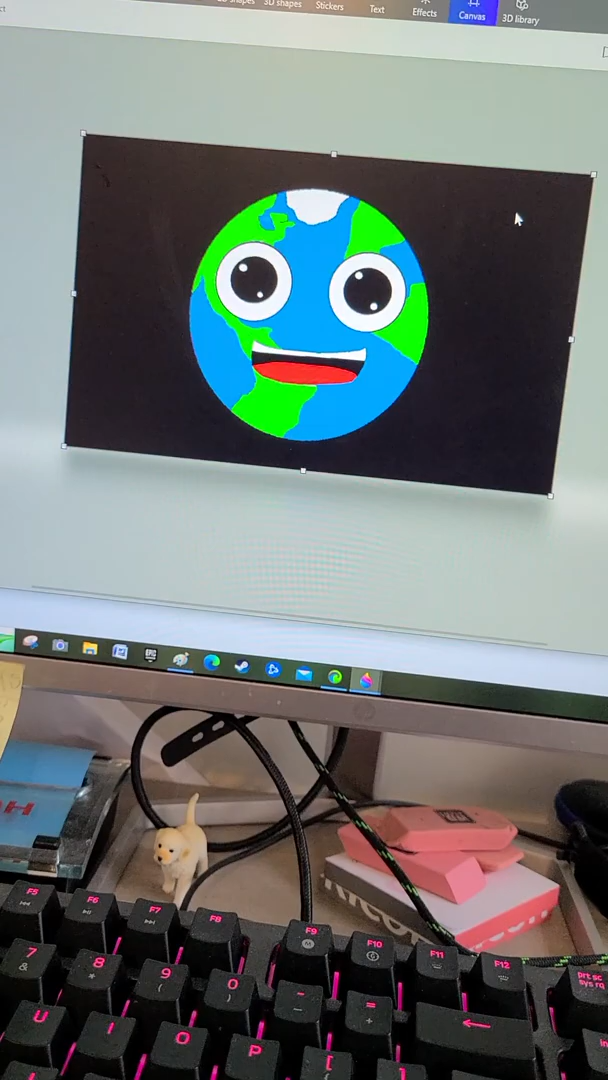 3D shapes
Stickers
Text
Effects
Canvas
3D library
EPIC
F5
F6
F7
F8
F9
F10
F11
F12
prt sc
sys rq
7
&
8
*
9
(
0
)
-
=
+
U
I
O
P
[
]